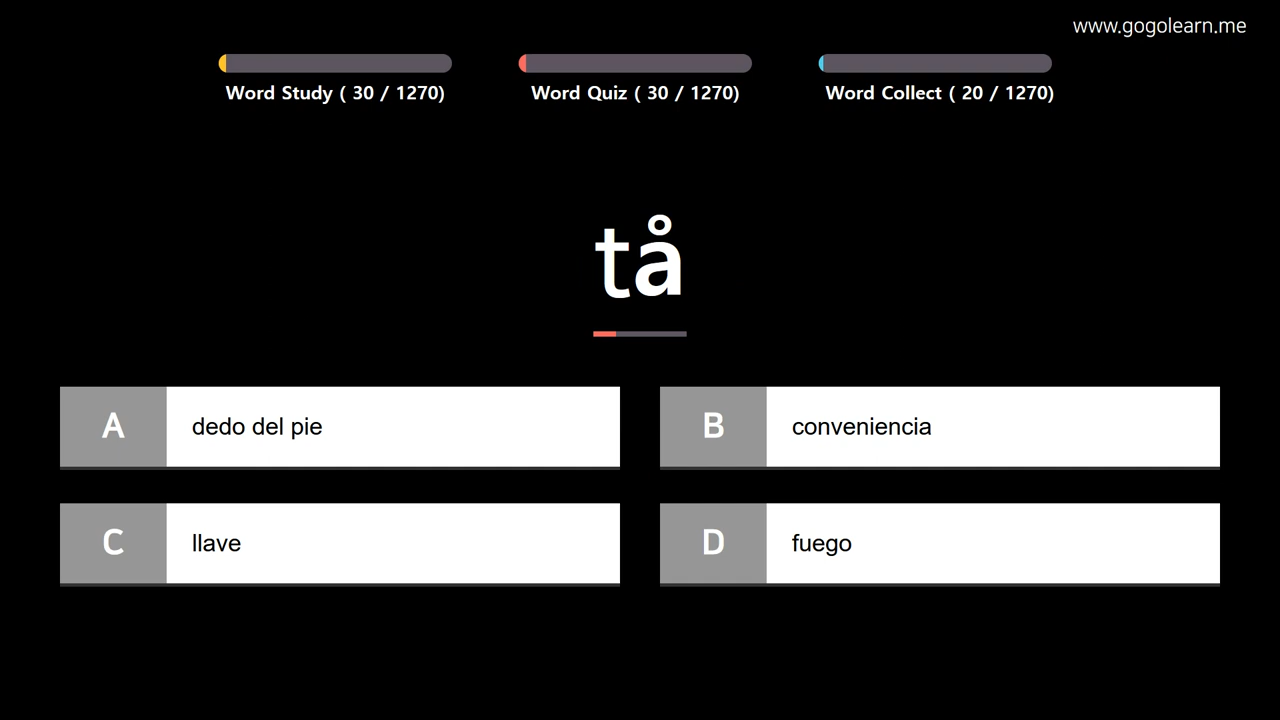 www.gogolearn.me
Word Study ( 30 / 1270)
Word Quiz ( 30 / 1270)
Word Collect ( 20 / 1270)
tå
A
dedo del pie
B
conveniencia
C
llave
D
fuego